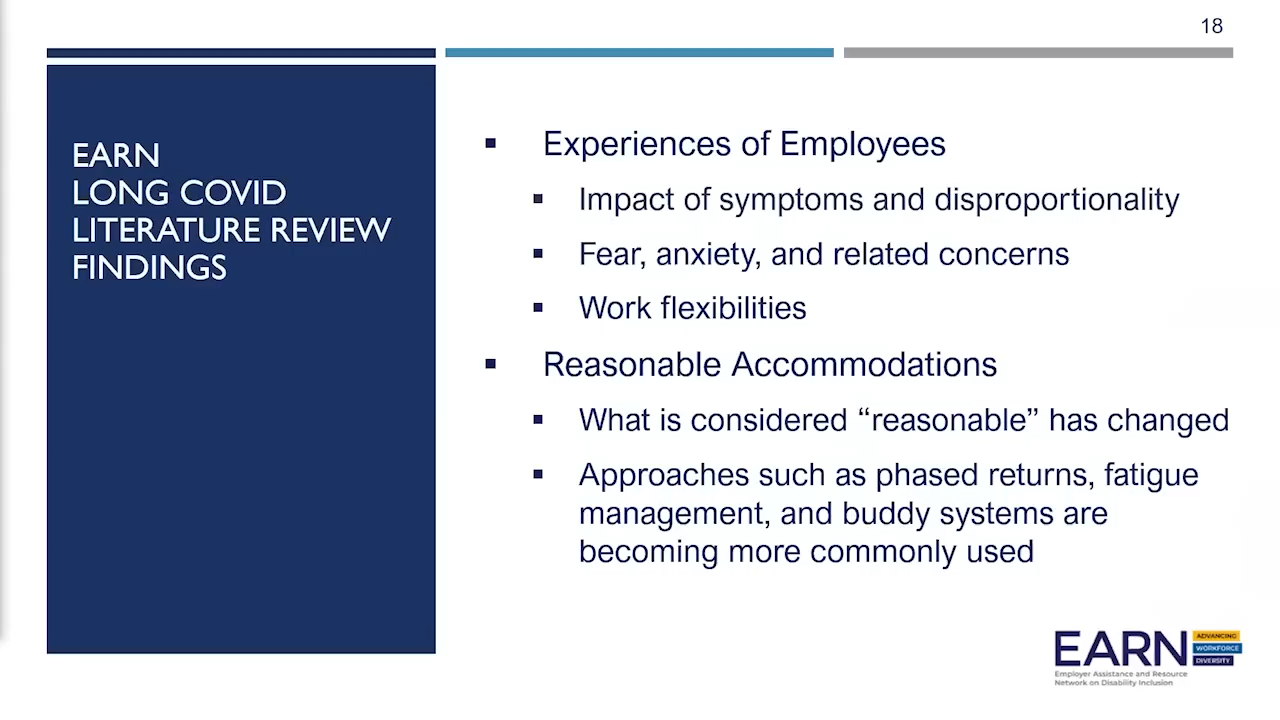 18
EARN
LONG COVID
LITERATURE REVIEW
FINDINGS
▪ Experiences of Employees
▪ Impact of symptoms and disproportionality
▪ Fear, anxiety, and related concerns
▪ Work flexibilities
▪ Reasonable Accommodations
▪ What is considered “reasonable” has changed
▪ Approaches such as phased returns, fatigue
management, and buddy systems are
becoming more commonly used
EARN
ADVANCING
WORKFORCE
DIVERSITY
Employer Assistance and Resource
Network on Disability Inclusion